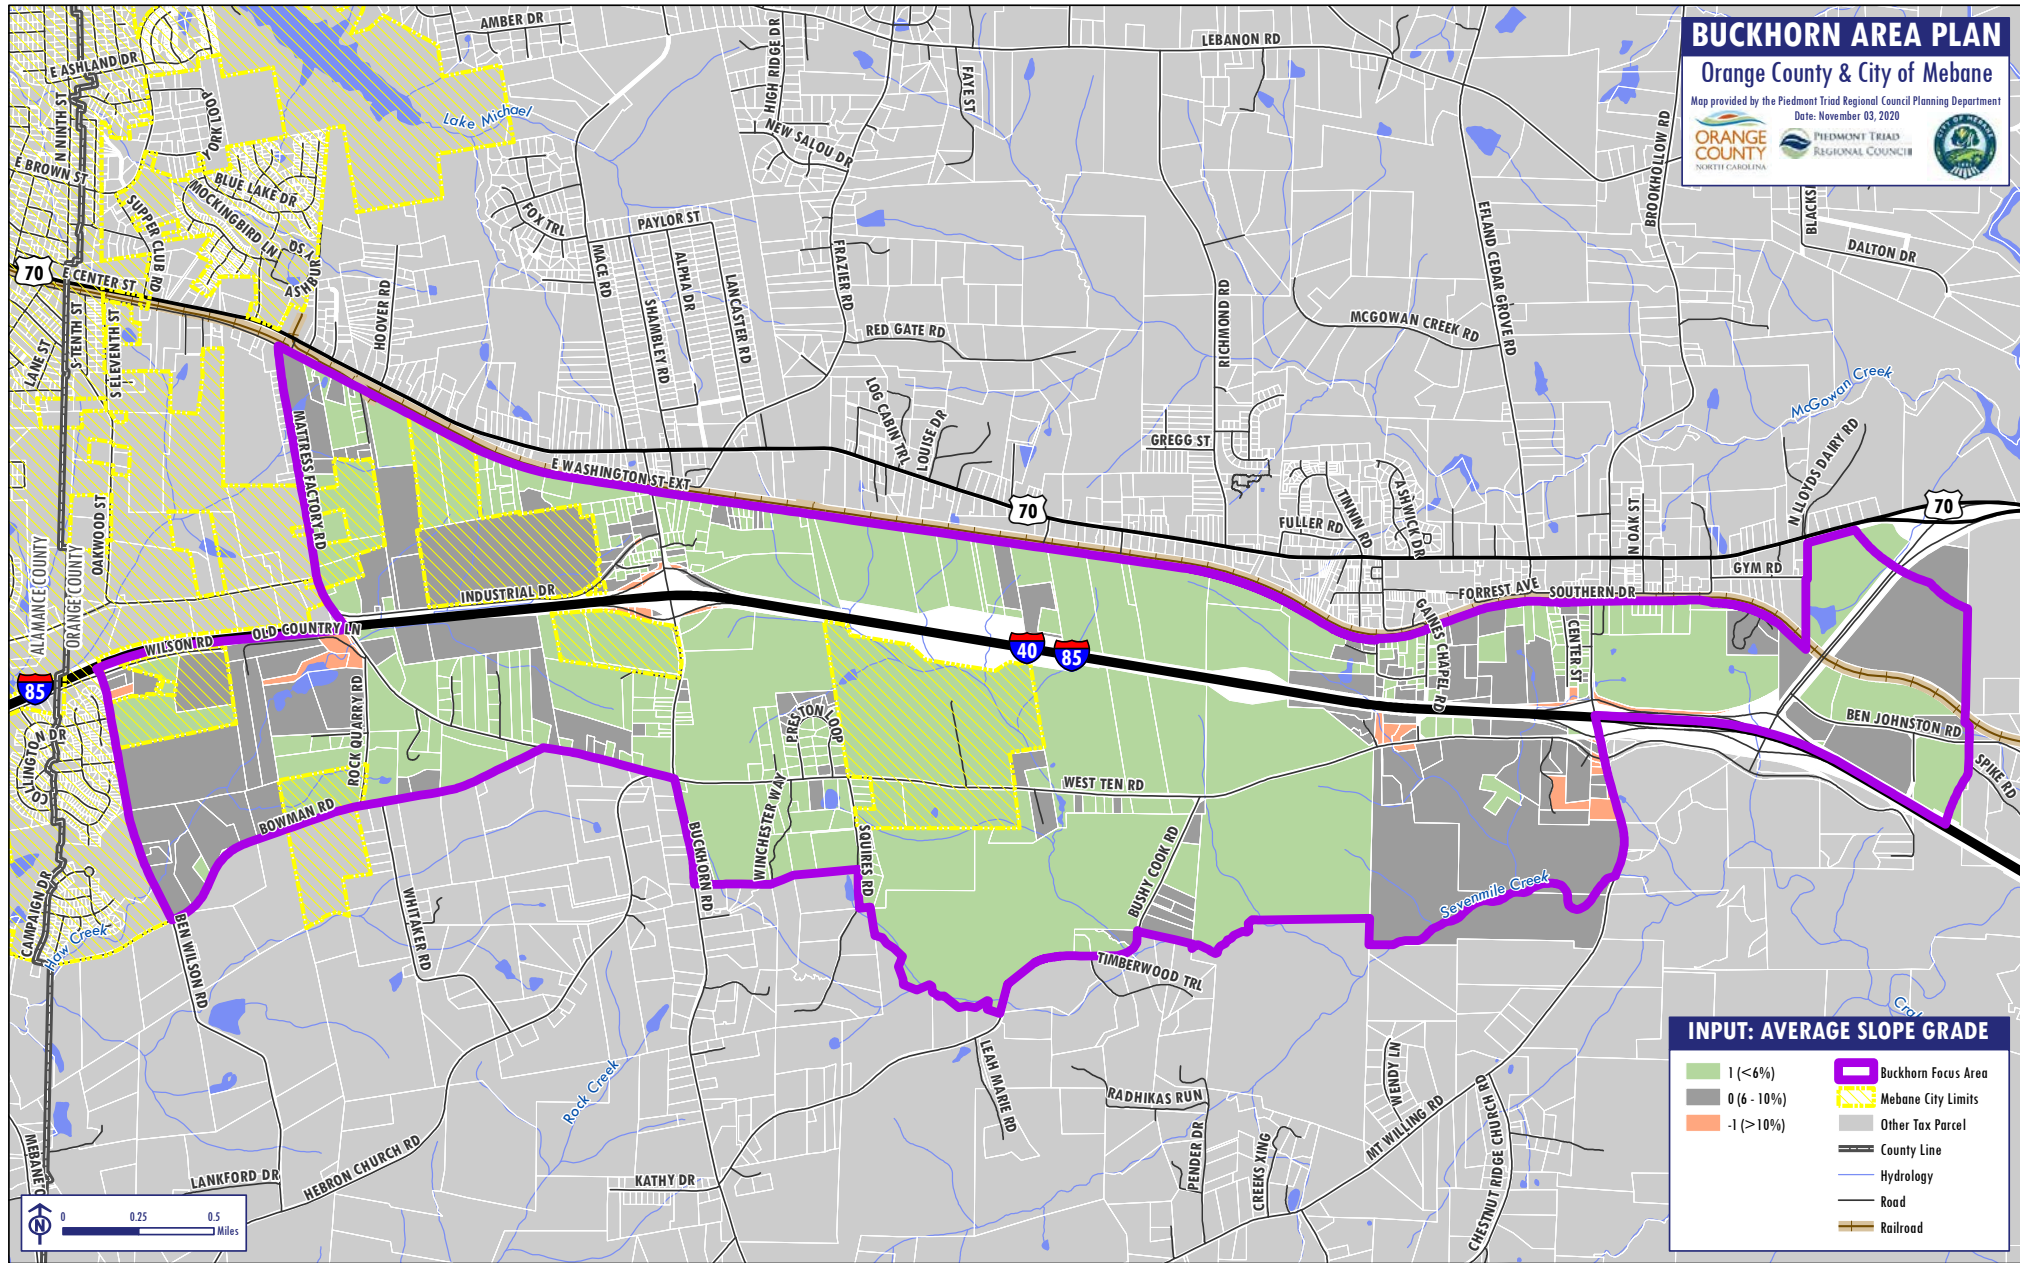 BUCKHORN AREA PLAN
Orange County & City of Mebane
Map provided by the Piedmont Triad Regional Council Planning Department
Date: November 03, 2020
ORANGE
COUNTY
NORTH CAROLINA
PIEDMONT TRIAD
REGIONAL COUNCIL
CITY OF MEBANE
AMBER DR
LEBANON RD
E ASHLAND DR
N NINTH ST
YORK LOOP
HIGH RIDGE DR
FAYE ST
Lake Michael
NEW SALOU DR
BROOKHOLLOW RD
E BROWN ST
BLUE LAKE DR
MOCKINGBIRD LN
SUPPER CLUB RD
FOX TRL
PAYLOR ST
EFLAND CEDAR GROVE RD
DALTON DR
70
E CENTER ST
HOOVER RD
MACE RD
ALPHA DR
LANCASTER RD
SHAMBLEY RD
FRAZIER RD
RED GATE RD
RICHMOND RD
MCGOWAN CREEK RD
McGowan Creek
LANE ST
S TENTH ST
S ELEVENTH ST
LOG CABIN TRL
LOUISE DR
GREGG ST
MATTRESS FACTORY RD
E WASHINGTON ST EXT
70
FULLER RD
TINNIN RD
ASHWICK DR
N OAK ST
N LLOYDS DAIRY RD
70
GYM RD
OAKWOOD ST
ALAMANCE COUNTY
ORANGE COUNTY
INDUSTRIAL DR
FORREST AVE
SOUTHERN DR
GAINES CHAPEL RD
CENTER ST
WILSON RD
OLD COUNTRY LN
40
85
85
ROCK QUARRY RD
PRESTON LOOP
BEN JOHNSTON RD
SPIKE RD
COLLINGTON DR
BOWMAN RD
WINCHESTER WAY
WEST TEN RD
BUCKHORN RD
SQUIRES RD
BUSHY COOK RD
Sevenmile Creek
CAMPAIGN DR
Haw Creek
BEN WILSON RD
WHITAKER RD
TIMBERWOOD TRL
Rock Creek
LEAH MARIE RD
RADHIKAS RUN
WENDY LN
MT WILLING RD
CHESTNUT RIDGE CHURCH RD
PENDER DR
CREEKS XING
KATHY DR
LANKFORD DR
HEBRON CHURCH RD
INPUT: AVERAGE SLOPE GRADE
1 (<6%)
0 (6 - 10%)
-1 (>10%)
Buckhorn Focus Area
Mebane City Limits
Other Tax Parcel
County Line
Hydrology
Road
Railroad
N
0 0.25 0.5
Miles